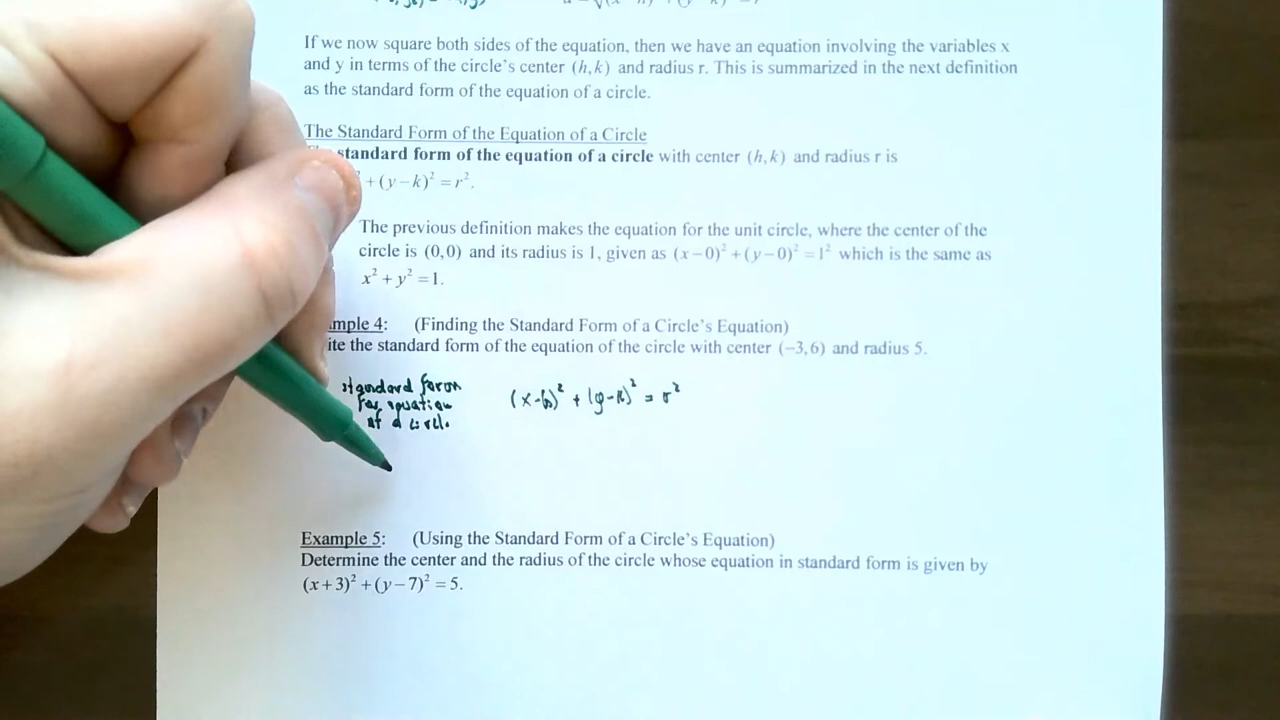 If we now square both sides of the equation, then we have an equation involving the variables x
and y in terms of the circle's center (h,k) and radius r. This is summarized in the next definition
as the standard form of the equation of a circle.
The Standard Form of the Equation of a Circle
standard form of the equation of a circle with center (h,k) and radius r is
+(y−k)² = r².
The previous definition makes the equation for the unit circle, where the center of the
circle is (0,0) and its radius is 1, given as (x−0)² +(y−0)² = 1² which is the same as
x² + y² = 1.
mple 4: (Finding the Standard Form of a Circle's Equation)
ite the standard form of the equation of the circle with center (−3,6) and radius 5.
standard form
for equation
of a circle
(x-h)² + (y-k)² = r²
Example 5: (Using the Standard Form of a Circle's Equation)
Determine the center and the radius of the circle whose equation in standard form is given by
(x+3)² +(y−7)² = 5.